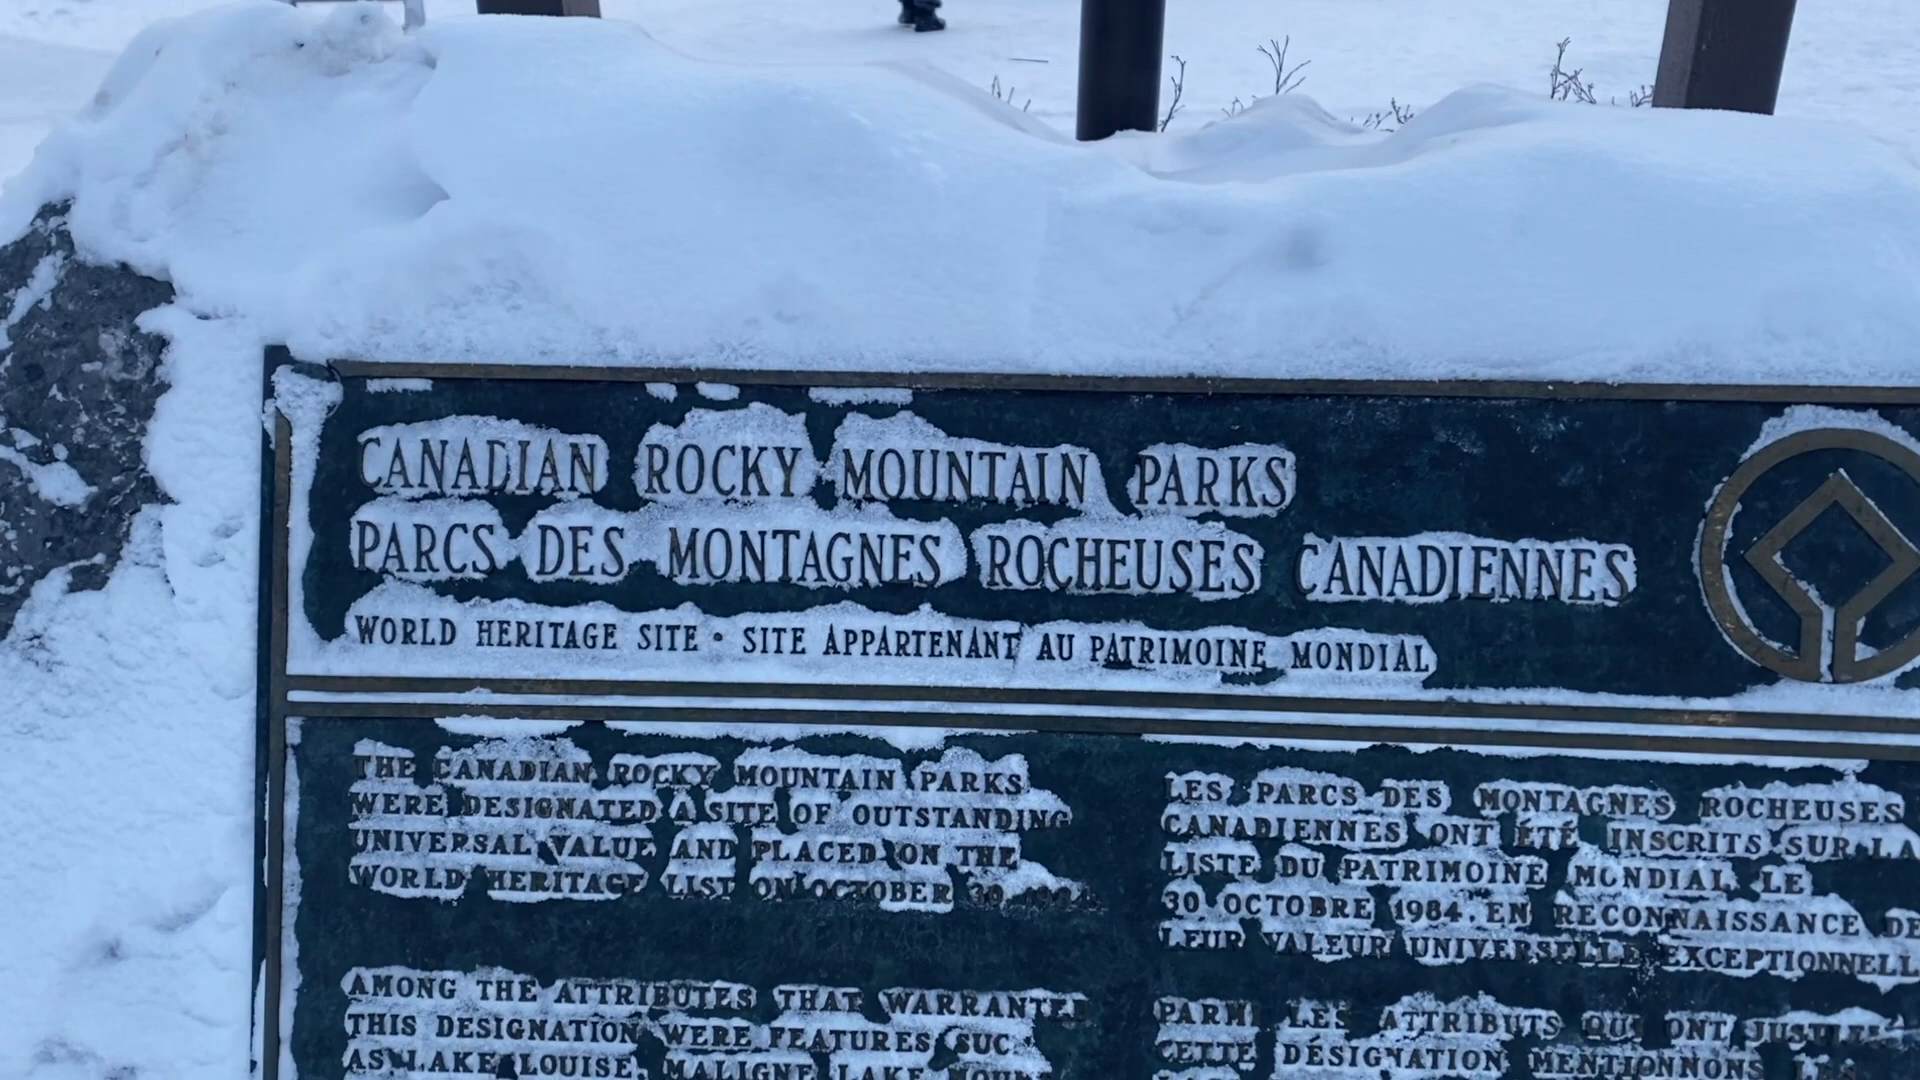 CANADIAN ROCKY MOUNTAIN PARKS
PARCS DES MONTAGNES ROCHEUSES CANADIENNES
WORLD HERITAGE SITE • SITE APPARTENANT AU PATRIMOINE MONDIAL
THE CANADIAN ROCKY MOUNTAIN PARKS
WERE DESIGNATED A SITE OF OUTSTANDING
UNIVERSAL VALUE AND PLACED ON THE
WORLD HERITAGE LIST ON OCTOBER 30, 1984.
AMONG THE ATTRIBUTES THAT WARRANTED
THIS DESIGNATION WERE FEATURES SUC
AS LAKE LOUISE, MALIGNE LAKE
LES PARCS DES MONTAGNES ROCHEUSES
CANADIENNES ONT ÉTÉ INSCRITS SUR LA
LISTE DU PATRIMOINE MONDIAL LE
30 OCTOBRE 1984. EN RECONNAISSANCE DE
LEUR VALEUR UNIVERSELLE EXCEPTIONNELL
PARMI LES ATTRIBUTS QUI ONT
CETTE DÉSIGNATION MENTIONNONS LES